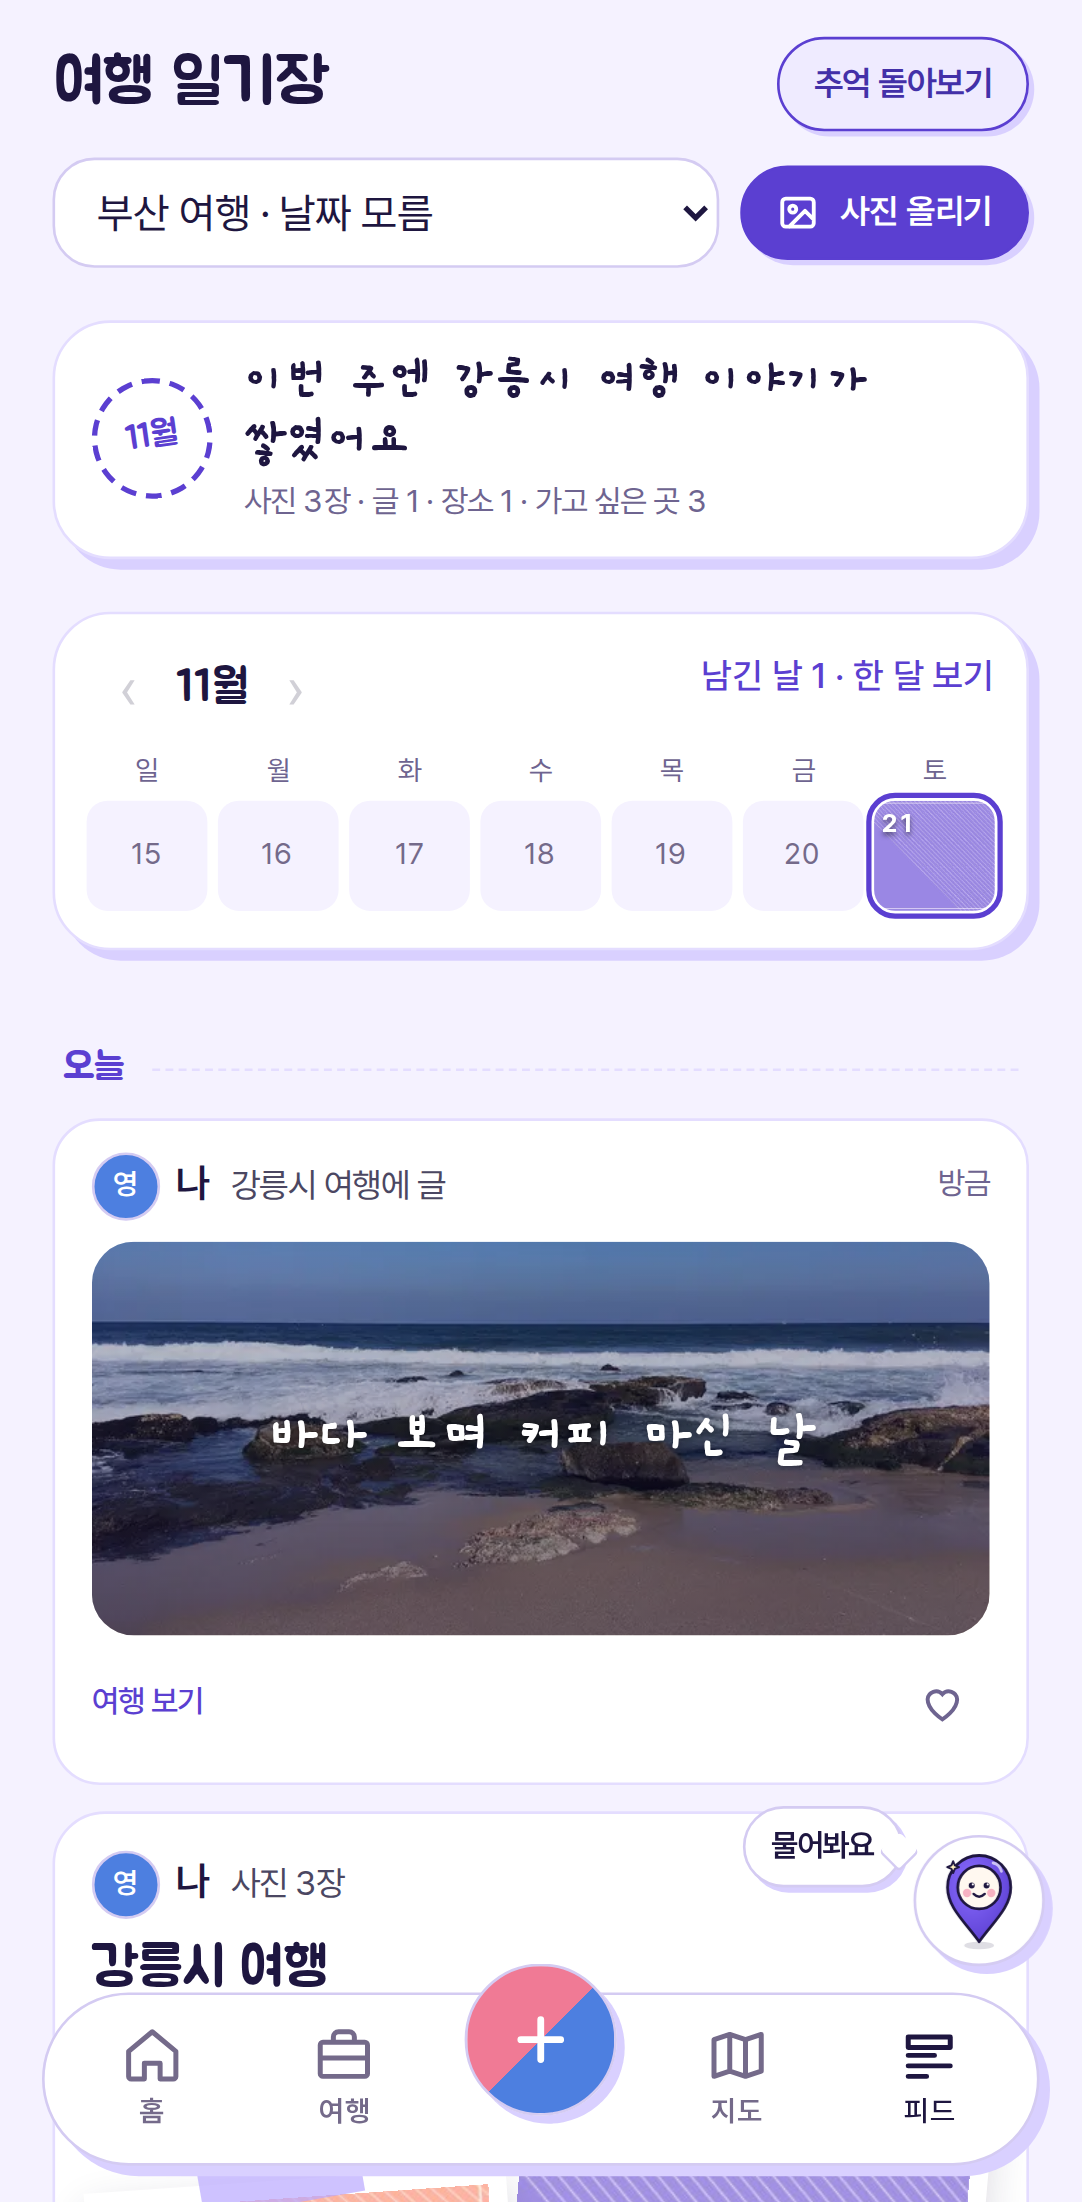 여행 일기장
추억 돌아보기
부산 여행 · 날짜 모름
사진 올리기
11월
이번 주엔 강릉시 여행 이야기가
쌓였어요
사진 3장 · 글 1 · 장소 1 · 가고 싶은 곳 3
‹ 11월 ›
남긴 날 1 · 한 달 보기
일 월 화 수 목 금 토
15 16 17 18 19 20 21
오늘
영 나 강릉시 여행에 글 방금
바다 보며 커피 마신 날
여행 보기
물어봐요
영 나 사진 3장
강릉시 여행
홈 여행 지도 피드